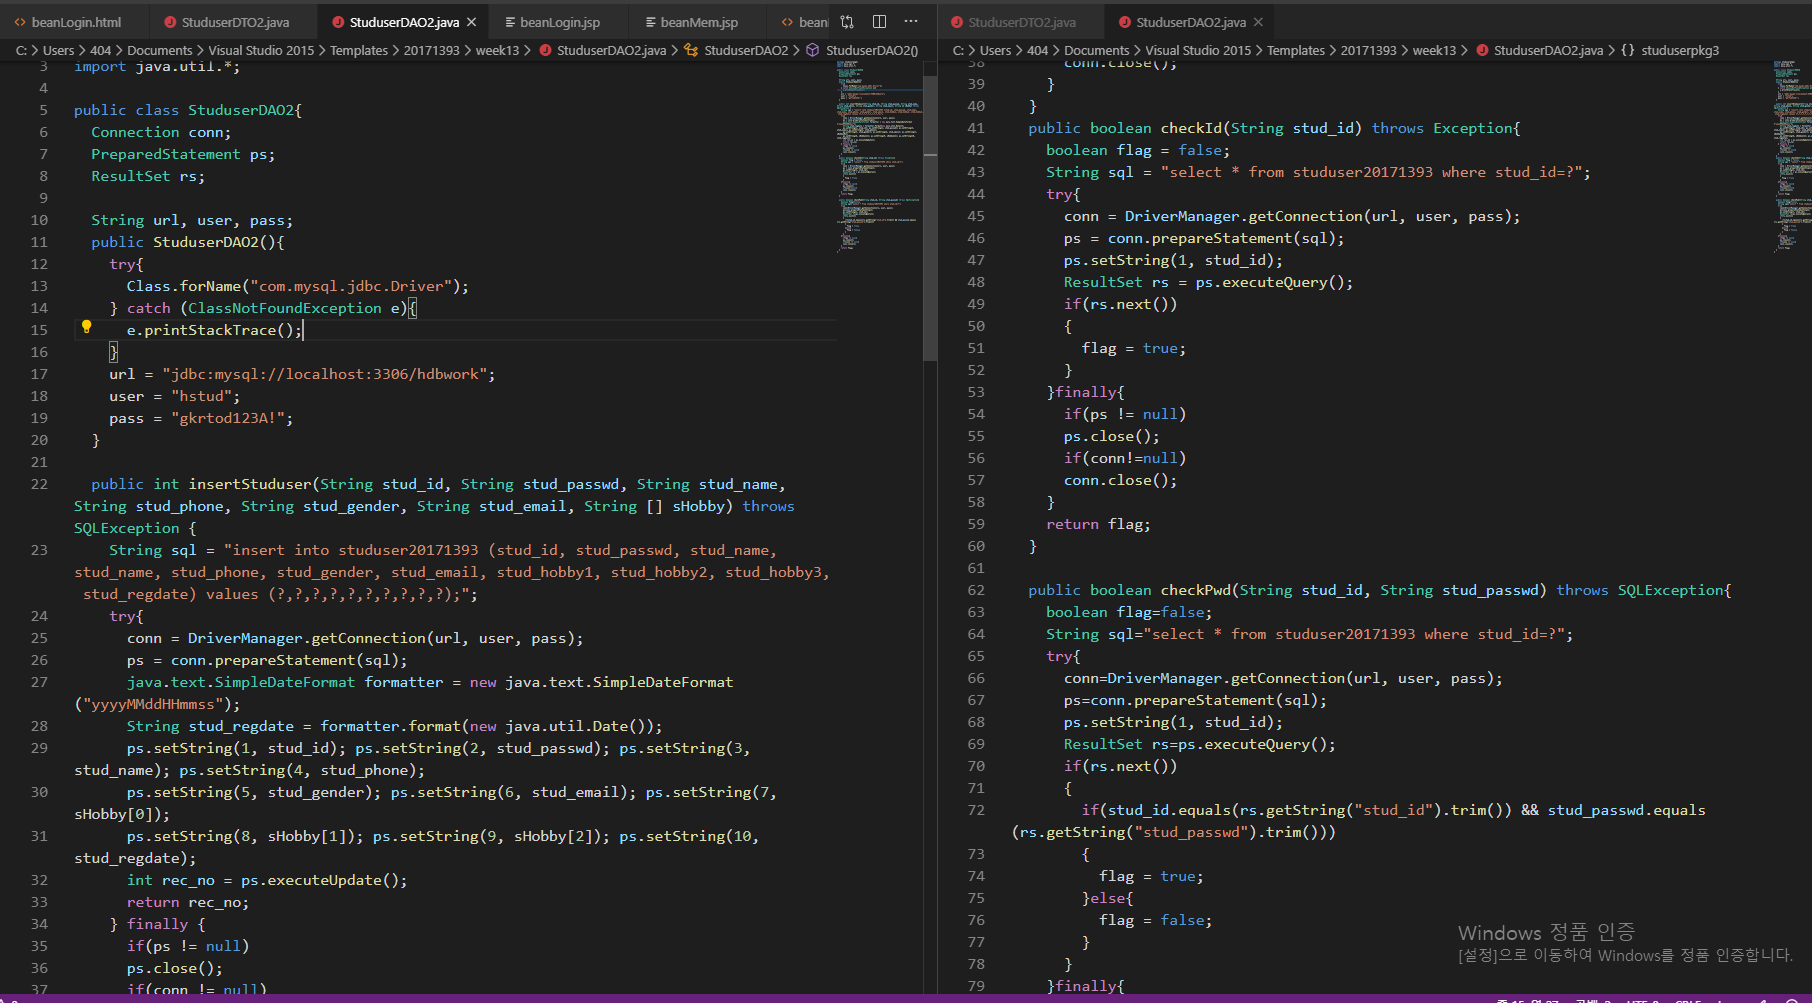 beanLogin.html
StuduserDTO2.java
StuduserDAO2.java
beanLogin.jsp
beanMem.jsp
beanl
C: > Users > 404 > Documents > Visual Studio 2015 > Templates > 20171393 > week13 > StuduserDAO2.java > StuduserDAO2 > StuduserDAO2()
3 import java.util.*;
4
5 public class StuduserDAO2{
6 Connection conn;
7 PreparedStatement ps;
8 ResultSet rs;
9
10 String url, user, pass;
11 public StuduserDAO2(){
12 try{
13 Class.forName("com.mysql.jdbc.Driver");
14 } catch (ClassNotFoundException e){
15 e.printStackTrace();
16 }
17 url = "jdbc:mysql://localhost:3306/hdbwork";
18 user = "hstud";
19 pass = "gkrtod123A!";
20 }
21
22 public int insertStuduser(String stud_id, String stud_passwd, String stud_name,
String stud_phone, String stud_gender, String stud_email, String [] sHobby) throws
SQLException {
23 String sql = "insert into studuser20171393 (stud_id, stud_passwd, stud_name,
stud_name, stud_phone, stud_gender, stud_email, stud_hobby1, stud_hobby2, stud_hobby3,
stud_regdate) values (?,?,?,?,?,?,?,?,?,?);";
24 try{
25 conn = DriverManager.getConnection(url, user, pass);
26 ps = conn.prepareStatement(sql);
27 java.text.SimpleDateFormat formatter = new java.text.SimpleDateFormat
("yyyyMMddHHmmss");
28 String stud_regdate = formatter.format(new java.util.Date());
29 ps.setString(1, stud_id); ps.setString(2, stud_passwd); ps.setString(3,
stud_name); ps.setString(4, stud_phone);
30 ps.setString(5, stud_gender); ps.setString(6, stud_email); ps.setString(7,
sHobby[0]);
31 ps.setString(8, sHobby[1]); ps.setString(9, sHobby[2]); ps.setString(10,
stud_regdate);
32 int rec_no = ps.executeUpdate();
33 return rec_no;
34 } finally {
35 if(ps != null)
36 ps.close();
37 if(conn != null)
StuduserDTO2.java
StuduserDAO2.java
C: > Users > 404 > Documents > Visual Studio 2015 > Templates > 20171393 > week13 > StuduserDAO2.java > {} studuserpkg3
38 conn.close();
39 }
40 }
41 public boolean checkId(String stud_id) throws Exception{
42 boolean flag = false;
43 String sql = "select * from studuser20171393 where stud_id=?";
44 try{
45 conn = DriverManager.getConnection(url, user, pass);
46 ps = conn.prepareStatement(sql);
47 ps.setString(1, stud_id);
48 ResultSet rs = ps.executeQuery();
49 if(rs.next())
50 {
51 flag = true;
52 }
53 }finally{
54 if(ps != null)
55 ps.close();
56 if(conn!=null)
57 conn.close();
58 }
59 return flag;
60 }
61
62 public boolean checkPwd(String stud_id, String stud_passwd) throws SQLException{
63 boolean flag=false;
64 String sql="select * from studuser20171393 where stud_id=?";
65 try{
66 conn=DriverManager.getConnection(url, user, pass);
67 ps=conn.prepareStatement(sql);
68 ps.setString(1, stud_id);
69 ResultSet rs=ps.executeQuery();
70 if(rs.next())
71 {
72 if(stud_id.equals(rs.getString("stud_id").trim()) && stud_passwd.equals
(rs.getString("stud_passwd").trim()))
73 {
74 flag = true;
75 }else{
76 flag = false;
77 }
78 }
79 }finally{
Windows 정품 인증
[설정]으로 이동하여 Windows를 정품 인증합니다.